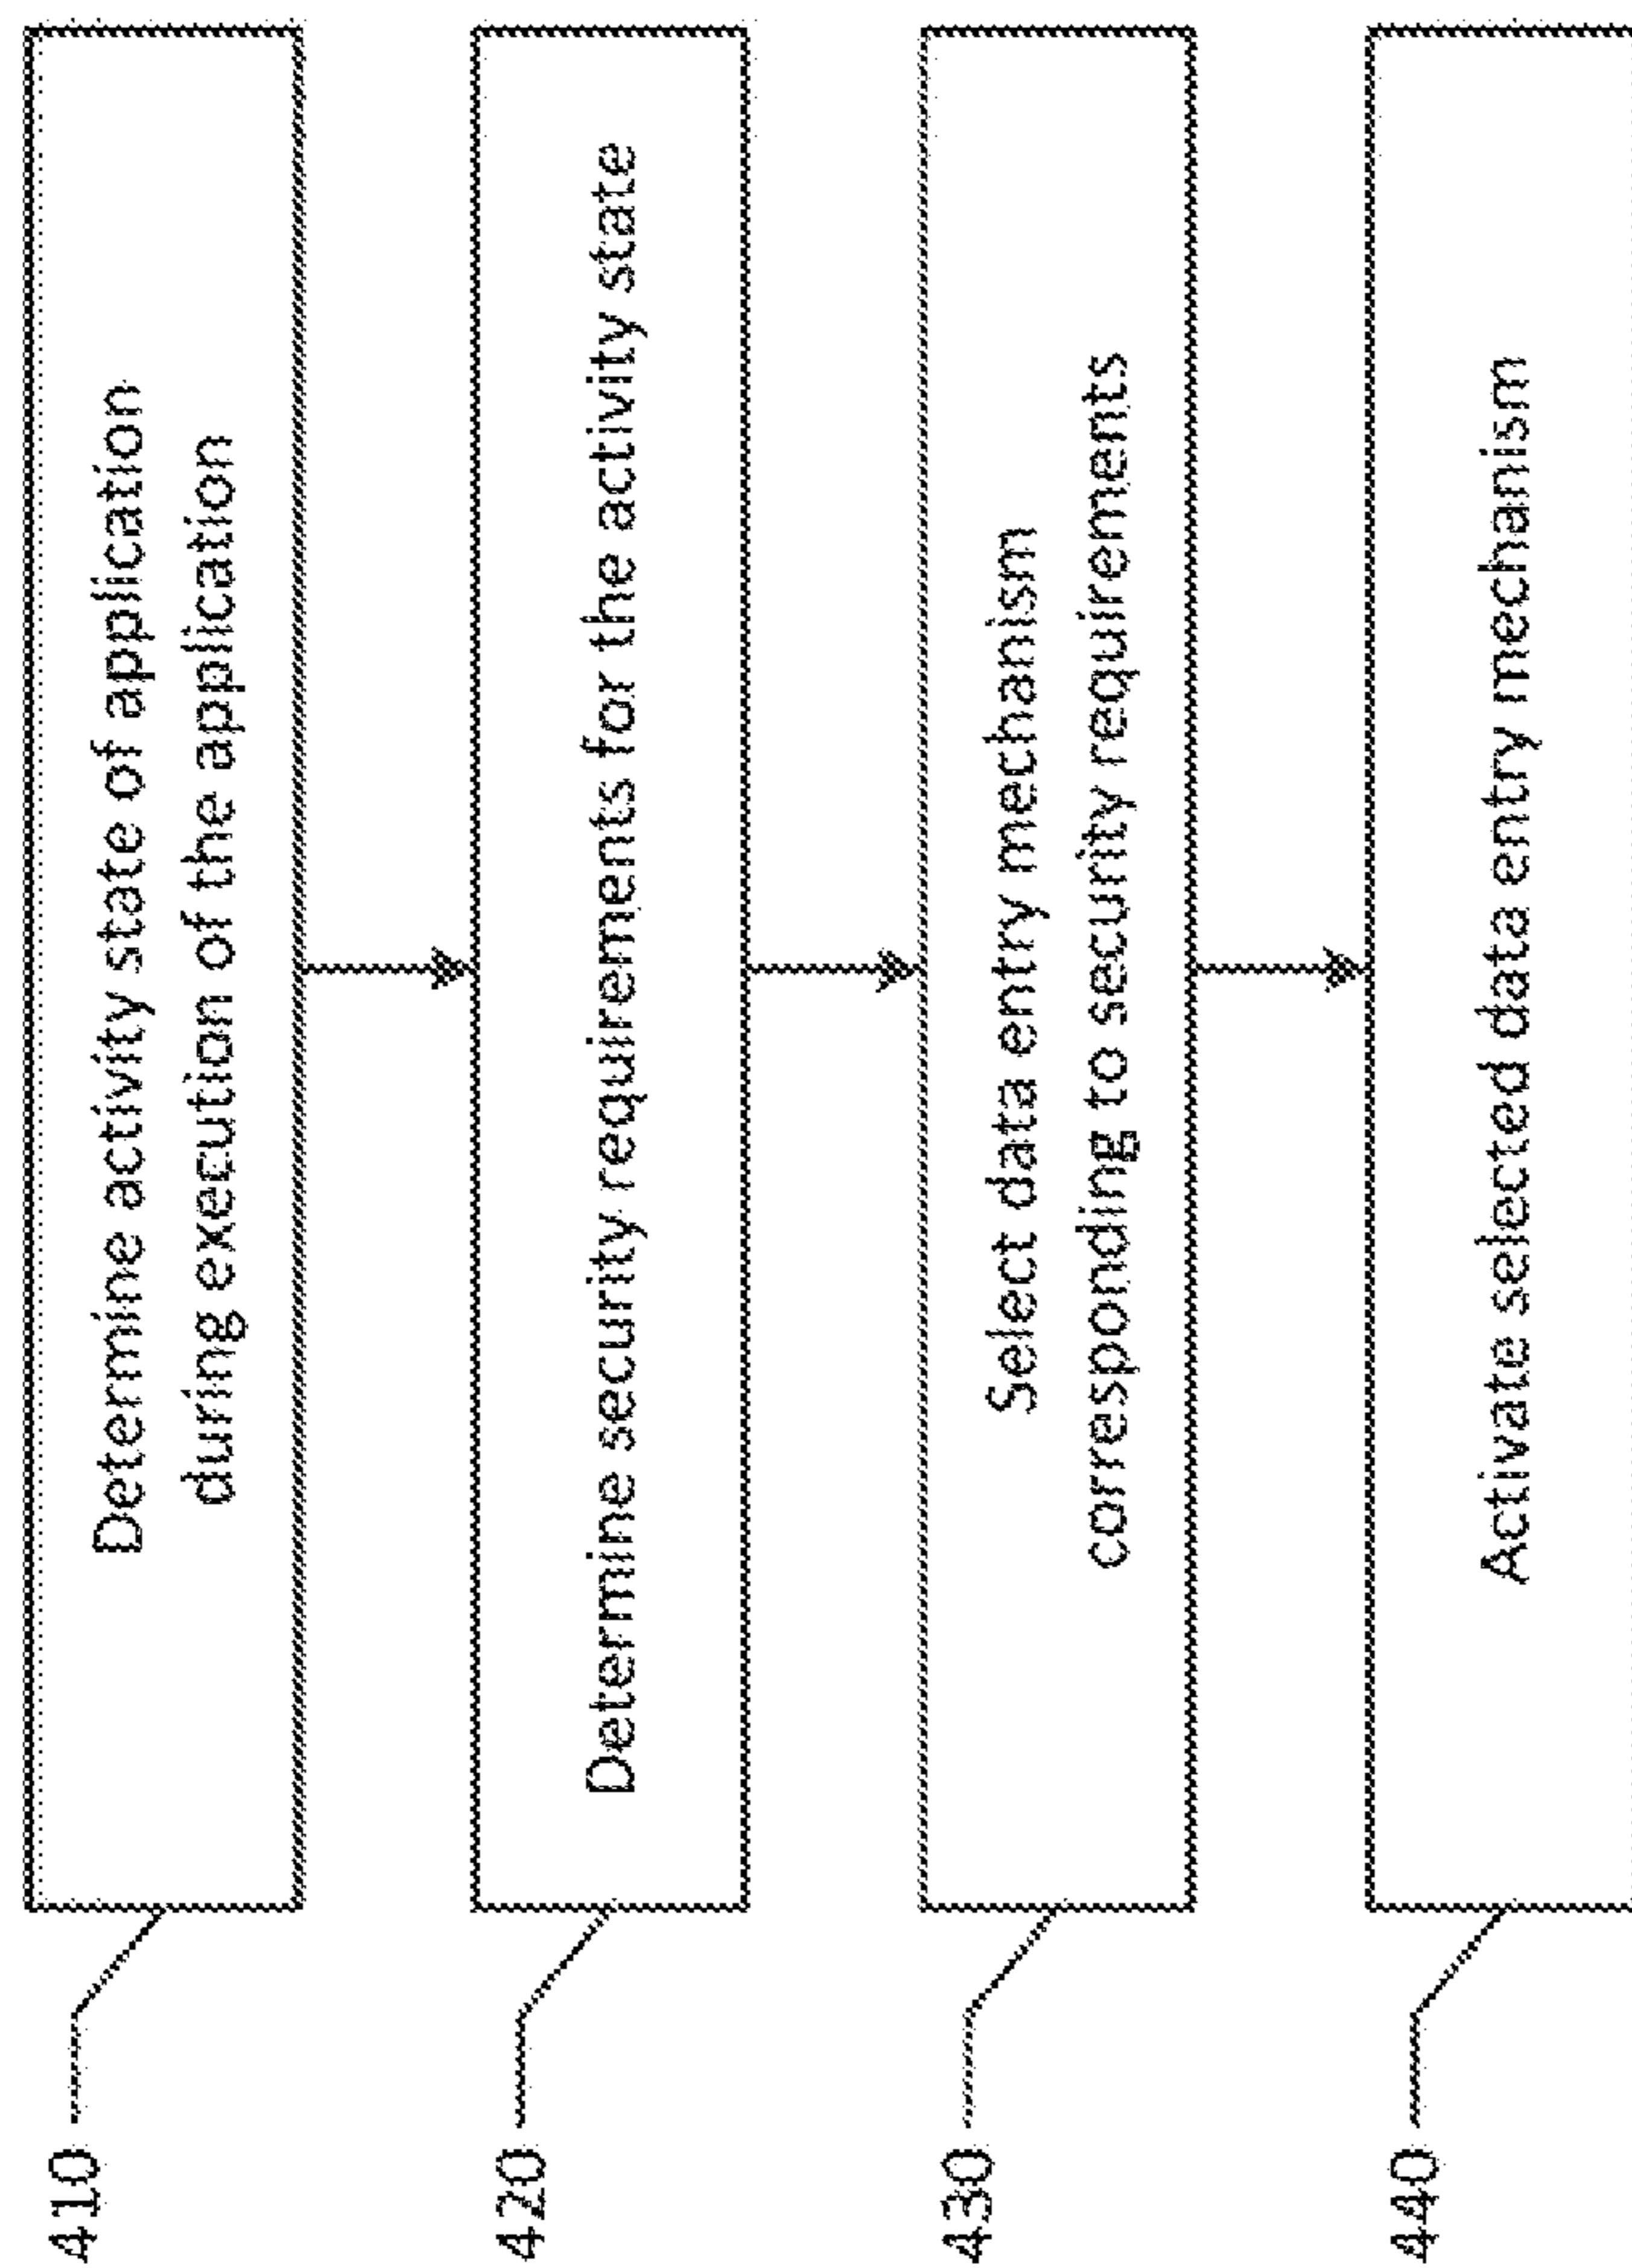 410
Determine activity state of application
during execution of the application
420
Determine security requirements for the activity state
430
Select data entry mechanism
corresponding to security requirements
440
Activate selected data entry mechanism